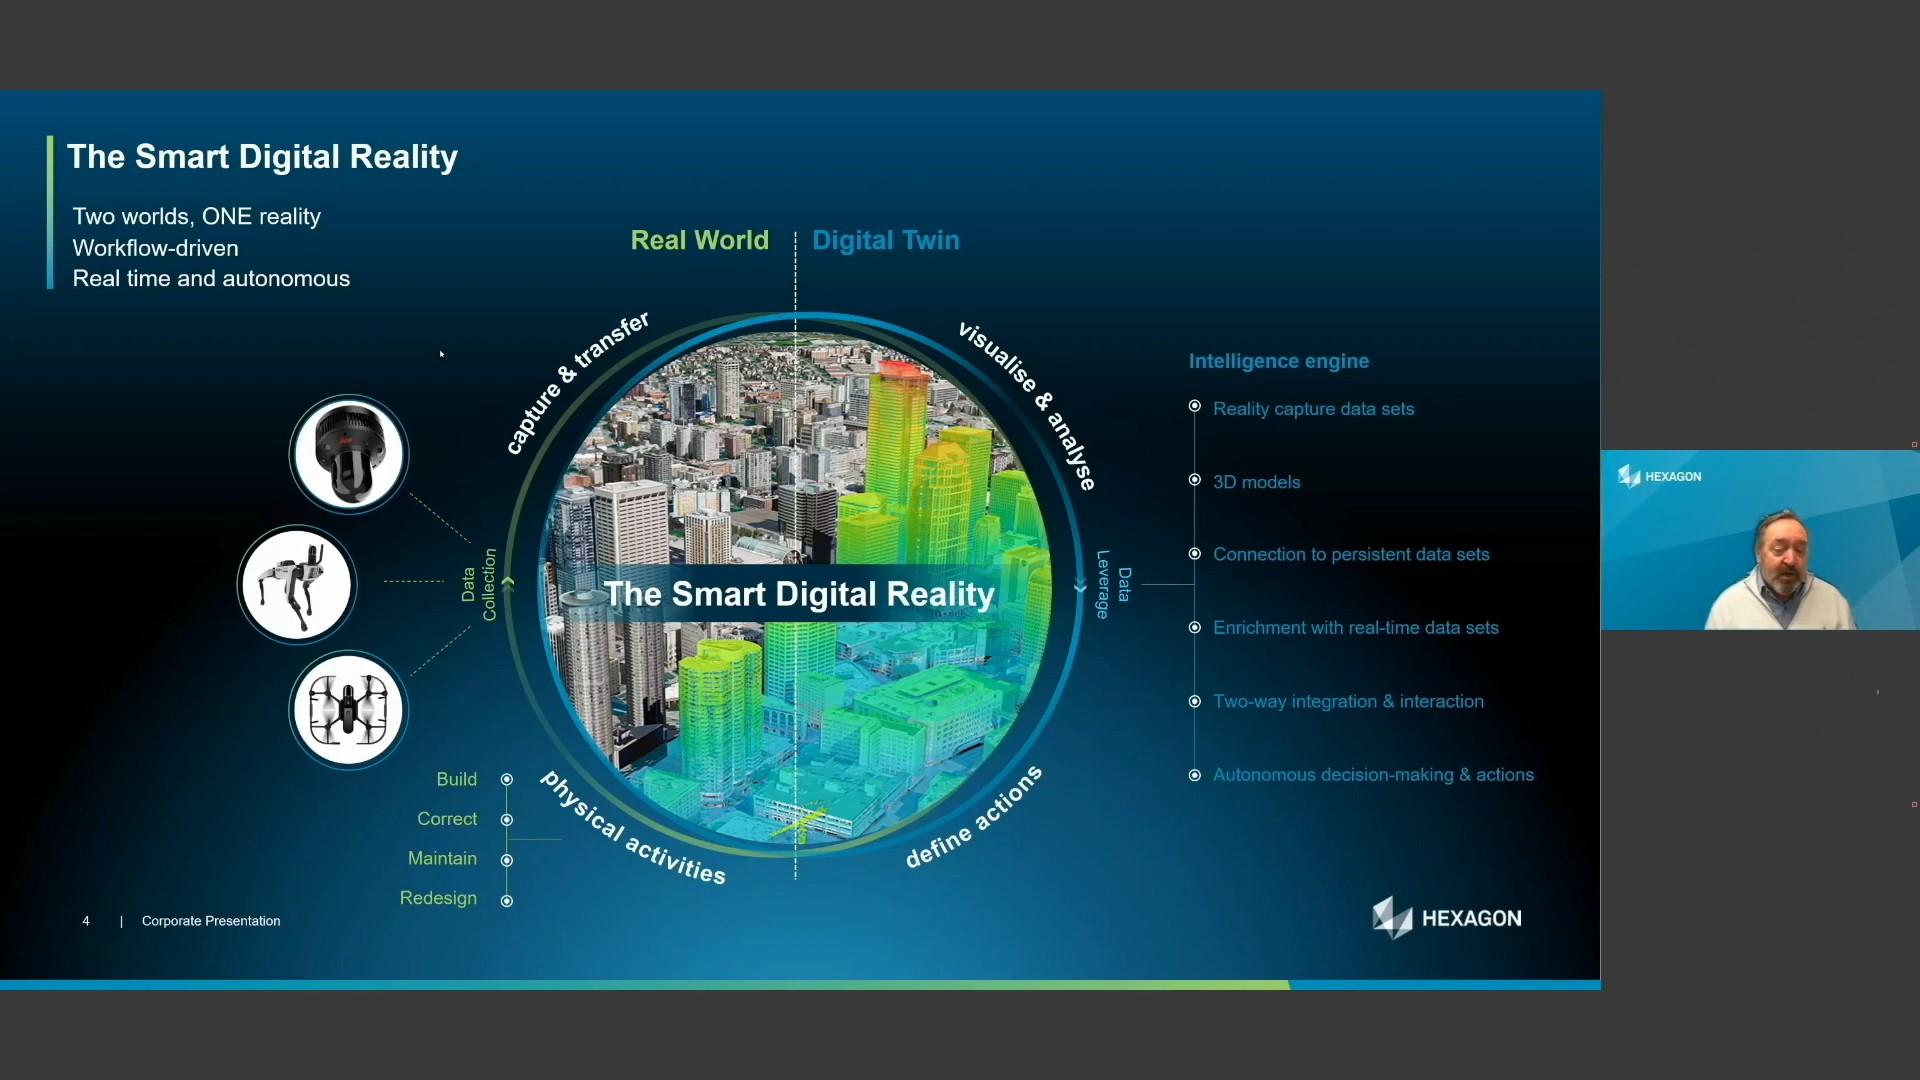 The Smart Digital Reality
Two worlds, ONE reality
Workflow-driven
Real time and autonomous
Real World
Digital Twin
capture & transfer
visualise & analyse
Intelligence engine
Reality capture data sets
3D models
Connection to persistent data sets
Enrichment with real-time data sets
Two-way integration & interaction
Autonomous decision-making & actions
Data
Collection
The Smart Digital Reality
Data
Leverage
Build
Correct
Maintain
Redesign
physical activities
define actions
4 | Corporate Presentation
HEXAGON
HEXAGON